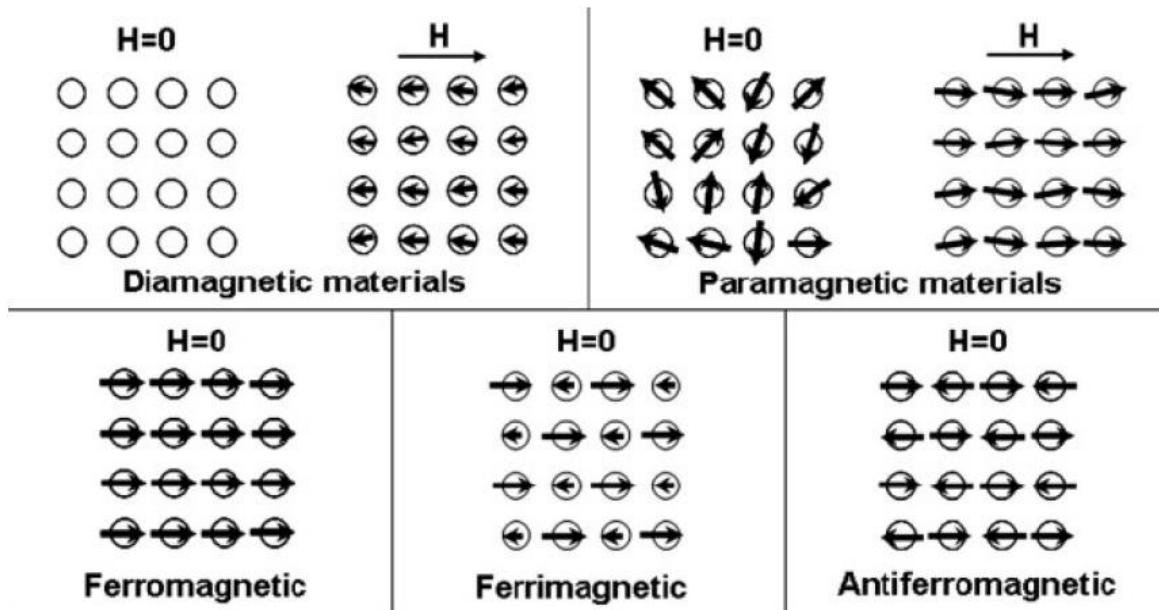 H=0
H
Diamagnetic materials
H=0
H
Paramagnetic materials
H=0
Ferromagnetic
H=0
Ferrimagnetic
H=0
Antiferromagnetic